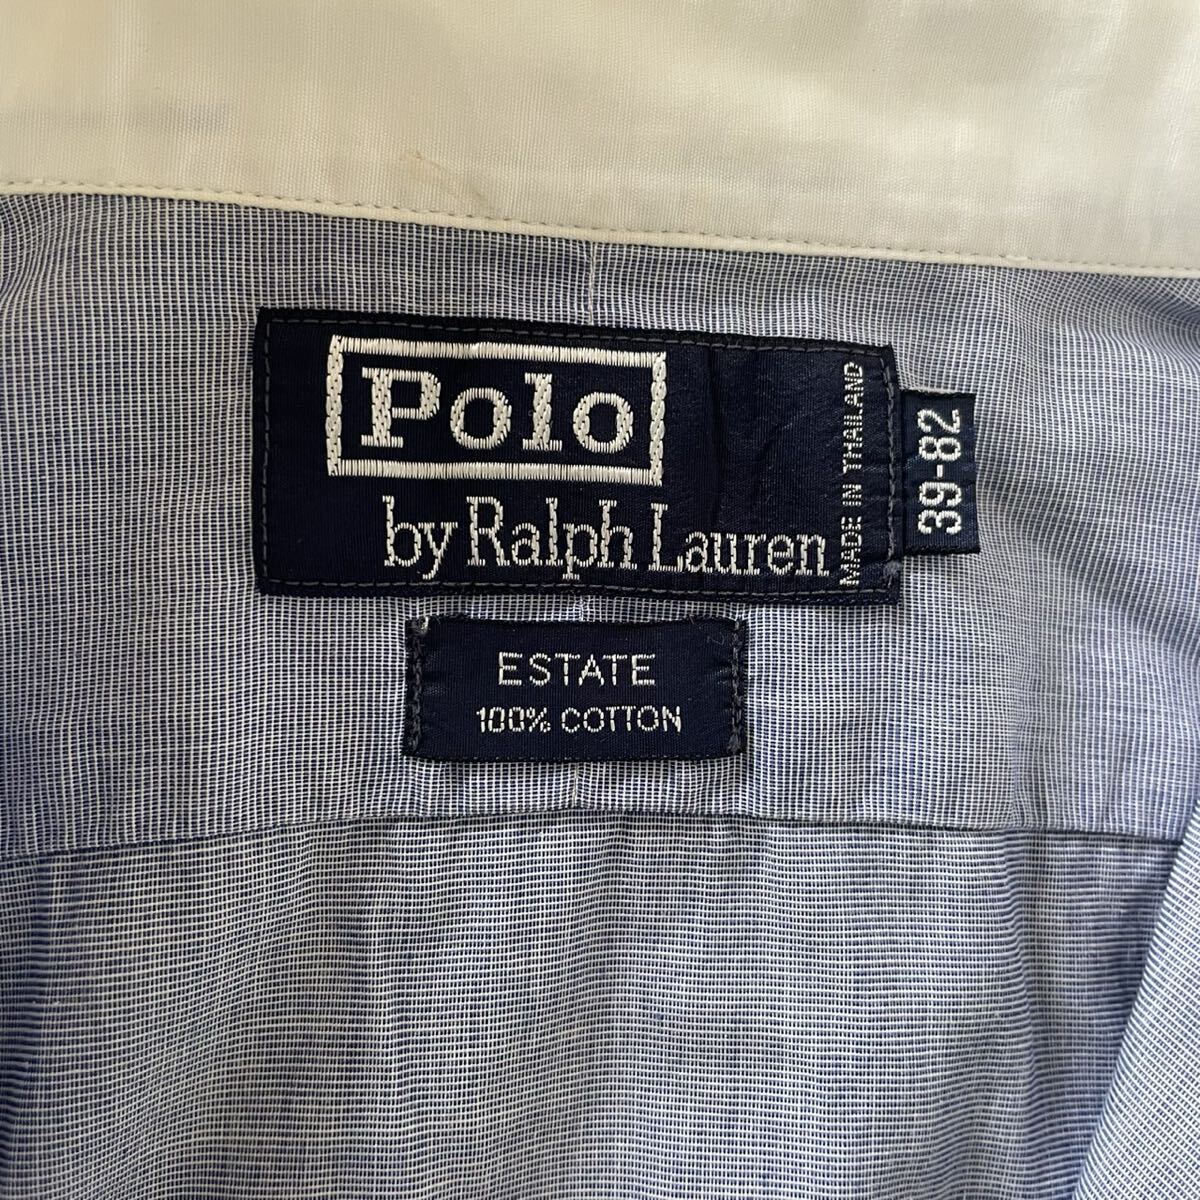 Polo
by Ralph Lauren
MADE IN THAILAND
39-82
ESTATE
100% COTTON